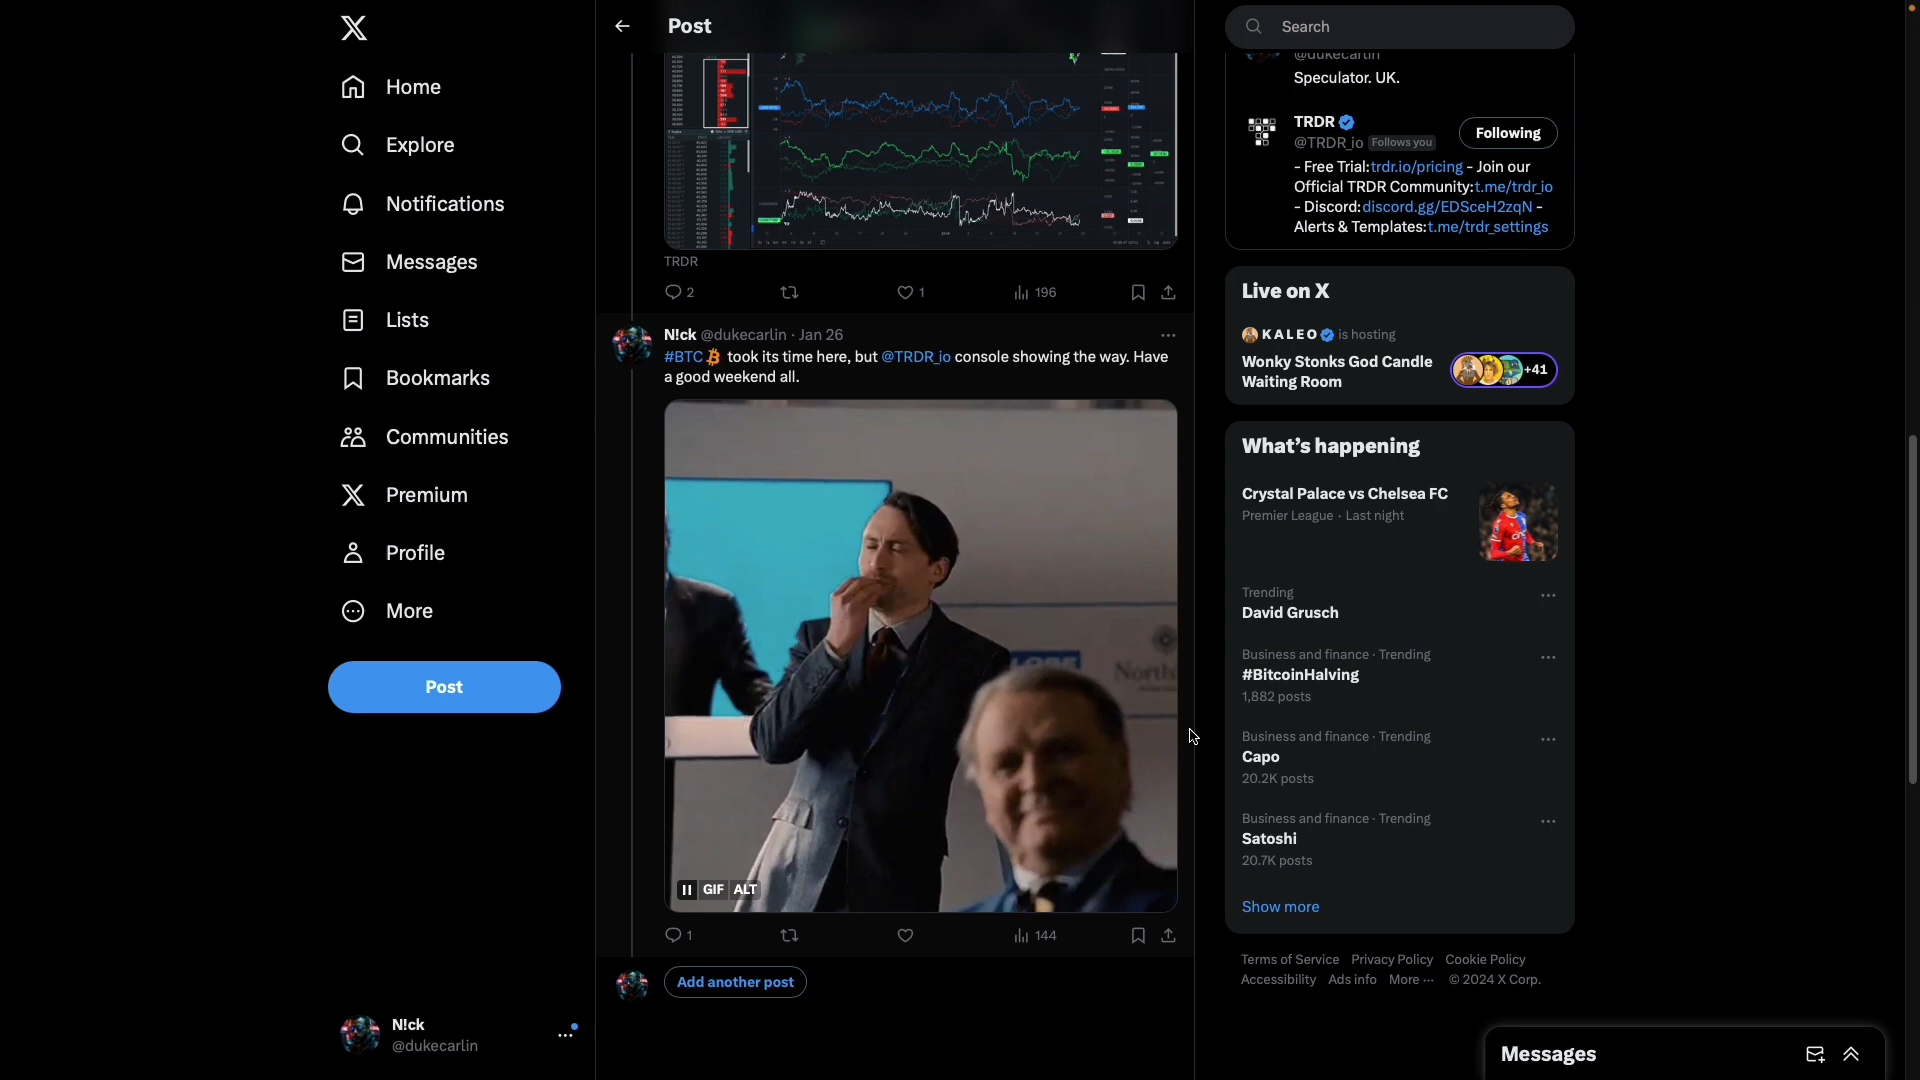 Home
Explore
Notifications
Messages
Lists
Bookmarks
Communities
Premium
Profile
More
Post
N!ck
@dukecarlin
Post
TRDR
2
1
196
N!ck @dukecarlin · Jan 26
#BTC took its time here, but @TRDR_io console showing the way. Have
a good weekend all.
GIF ALT
1
144
Add another post
Search
@dukecarlin
Speculator. UK.
TRDR
Following
@TRDR_io Follows you
- Free Trial:trdr.io/pricing - Join our
Official TRDR Community:t.me/trdr_io
- Discord:discord.gg/EDSceH2zqN -
Alerts & Templates:t.me/trdr_settings
Live on X
KALEO is hosting
Wonky Stonks God Candle
Waiting Room
+41
What's happening
Crystal Palace vs Chelsea FC
Premier League · Last night
Trending
David Grusch
Business and finance · Trending
#BitcoinHalving
1,882 posts
Business and finance · Trending
Capo
20.2K posts
Business and finance · Trending
Satoshi
20.7K posts
Show more
Terms of Service Privacy Policy Cookie Policy
Accessibility Ads info More ··· © 2024 X Corp.
Messages